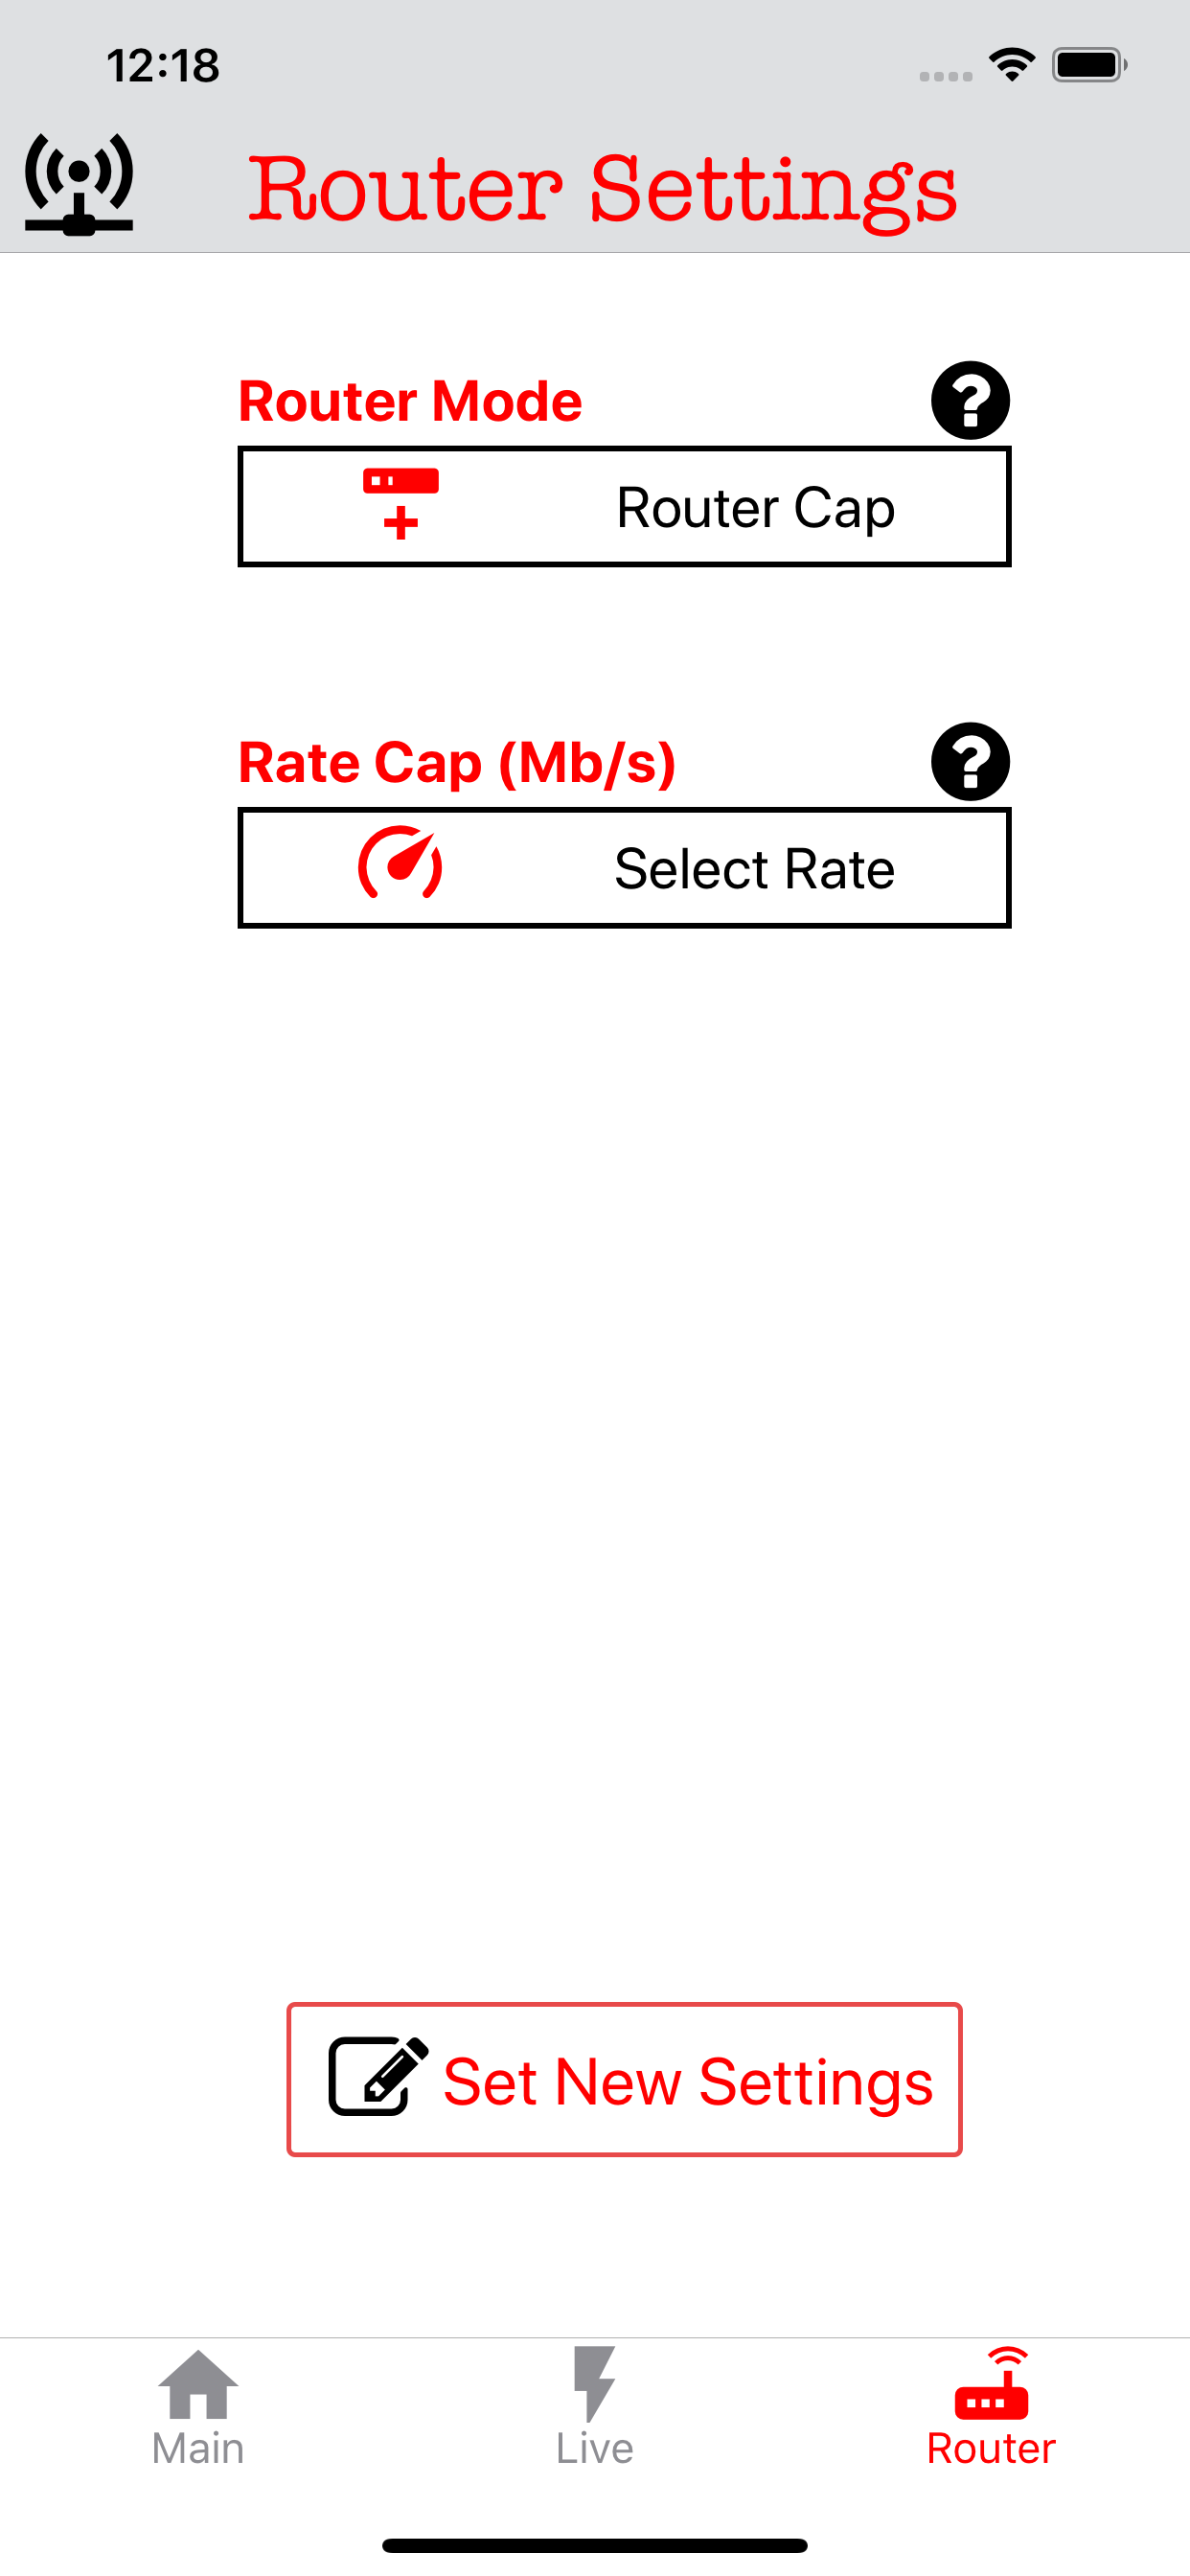 12:18
Router Settings
Router Mode
Router Cap
Rate Cap (Mb/s)
Select Rate
Set New Settings
Main
Live
Router